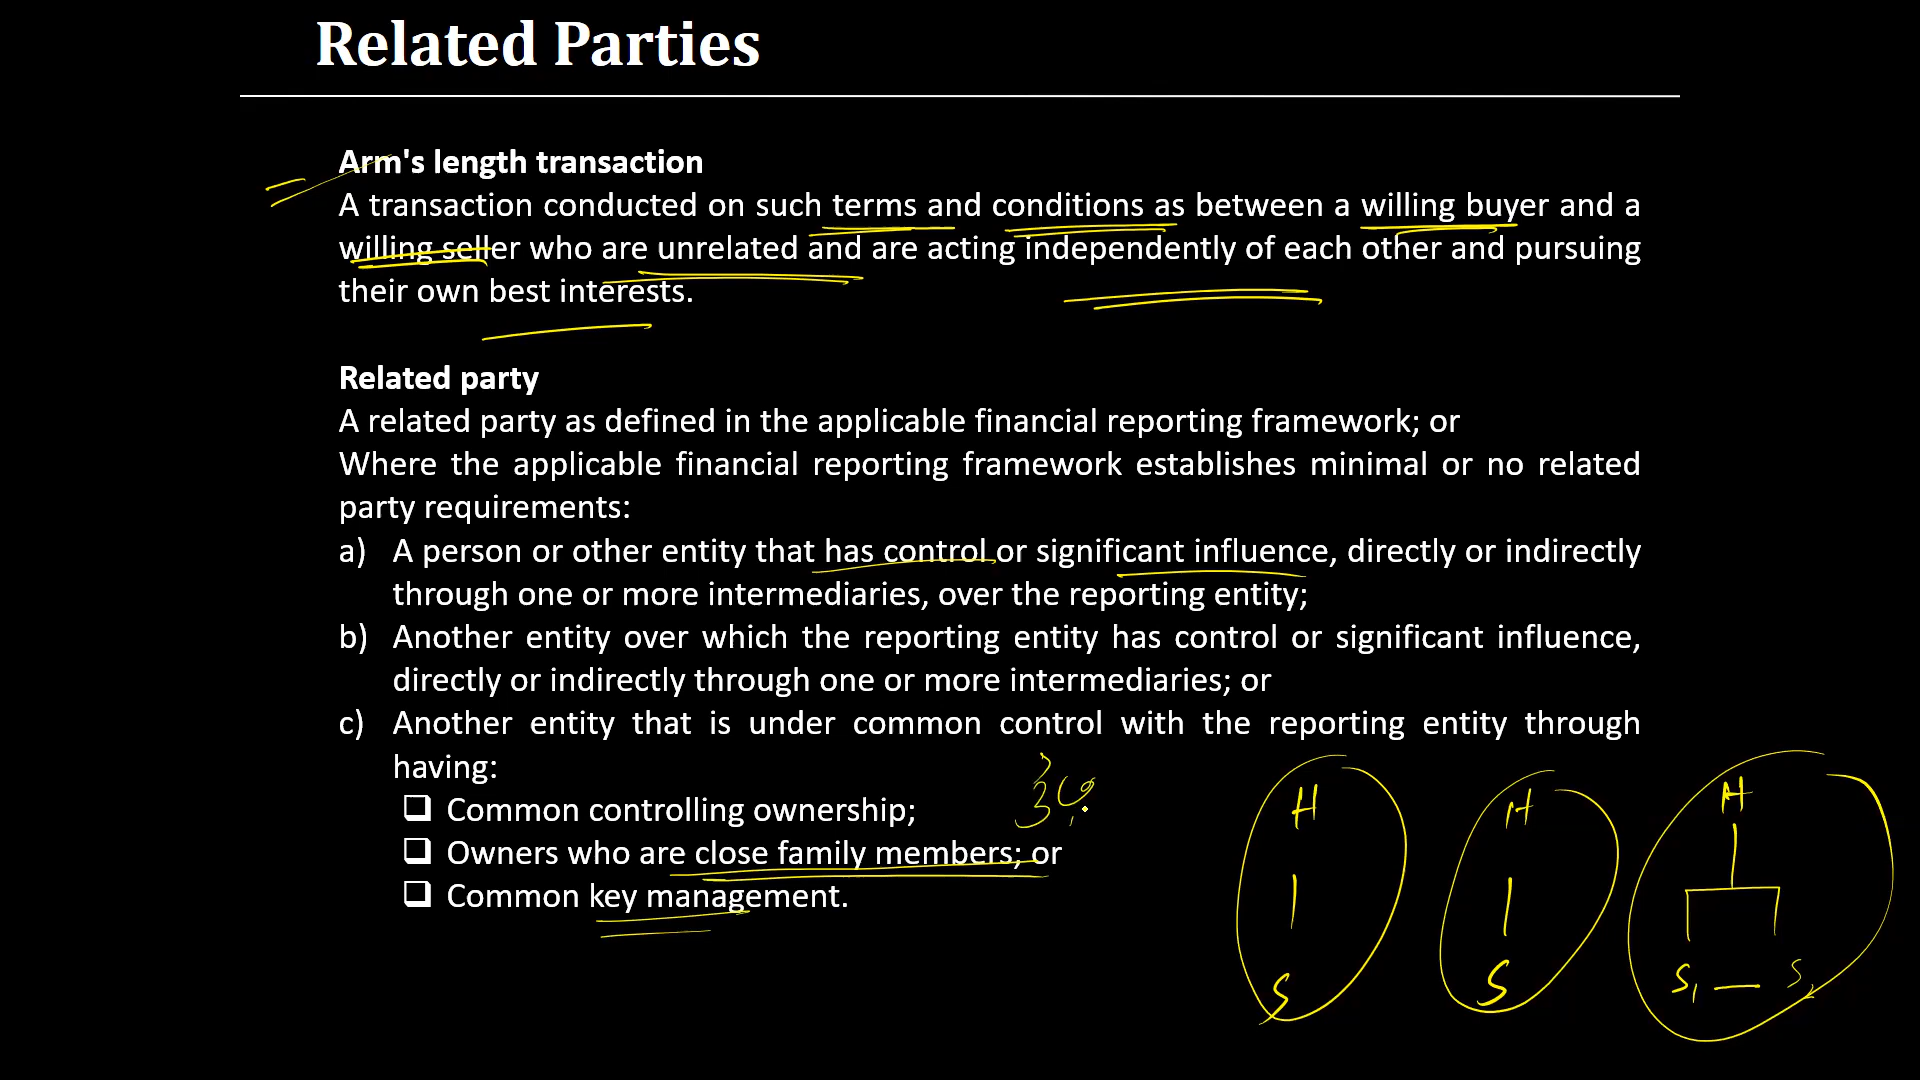 Related Parties
Arm's length transaction
A transaction conducted on such terms and conditions as between a willing buyer and a
willing seller who are unrelated and are acting independently of each other and pursuing
their own best interests.
Related party
A related party as defined in the applicable financial reporting framework; or
Where the applicable financial reporting framework establishes minimal or no related
party requirements:
a) A person or other entity that has control or significant influence, directly or indirectly
through one or more intermediaries, over the reporting entity;
b) Another entity over which the reporting entity has control or significant influence,
directly or indirectly through one or more intermediaries; or
c) Another entity that is under common control with the reporting entity through
having:
❑ Common controlling ownership;
❑ Owners who are close family members; or
❑ Common key management.
H H H
S S S1 S2